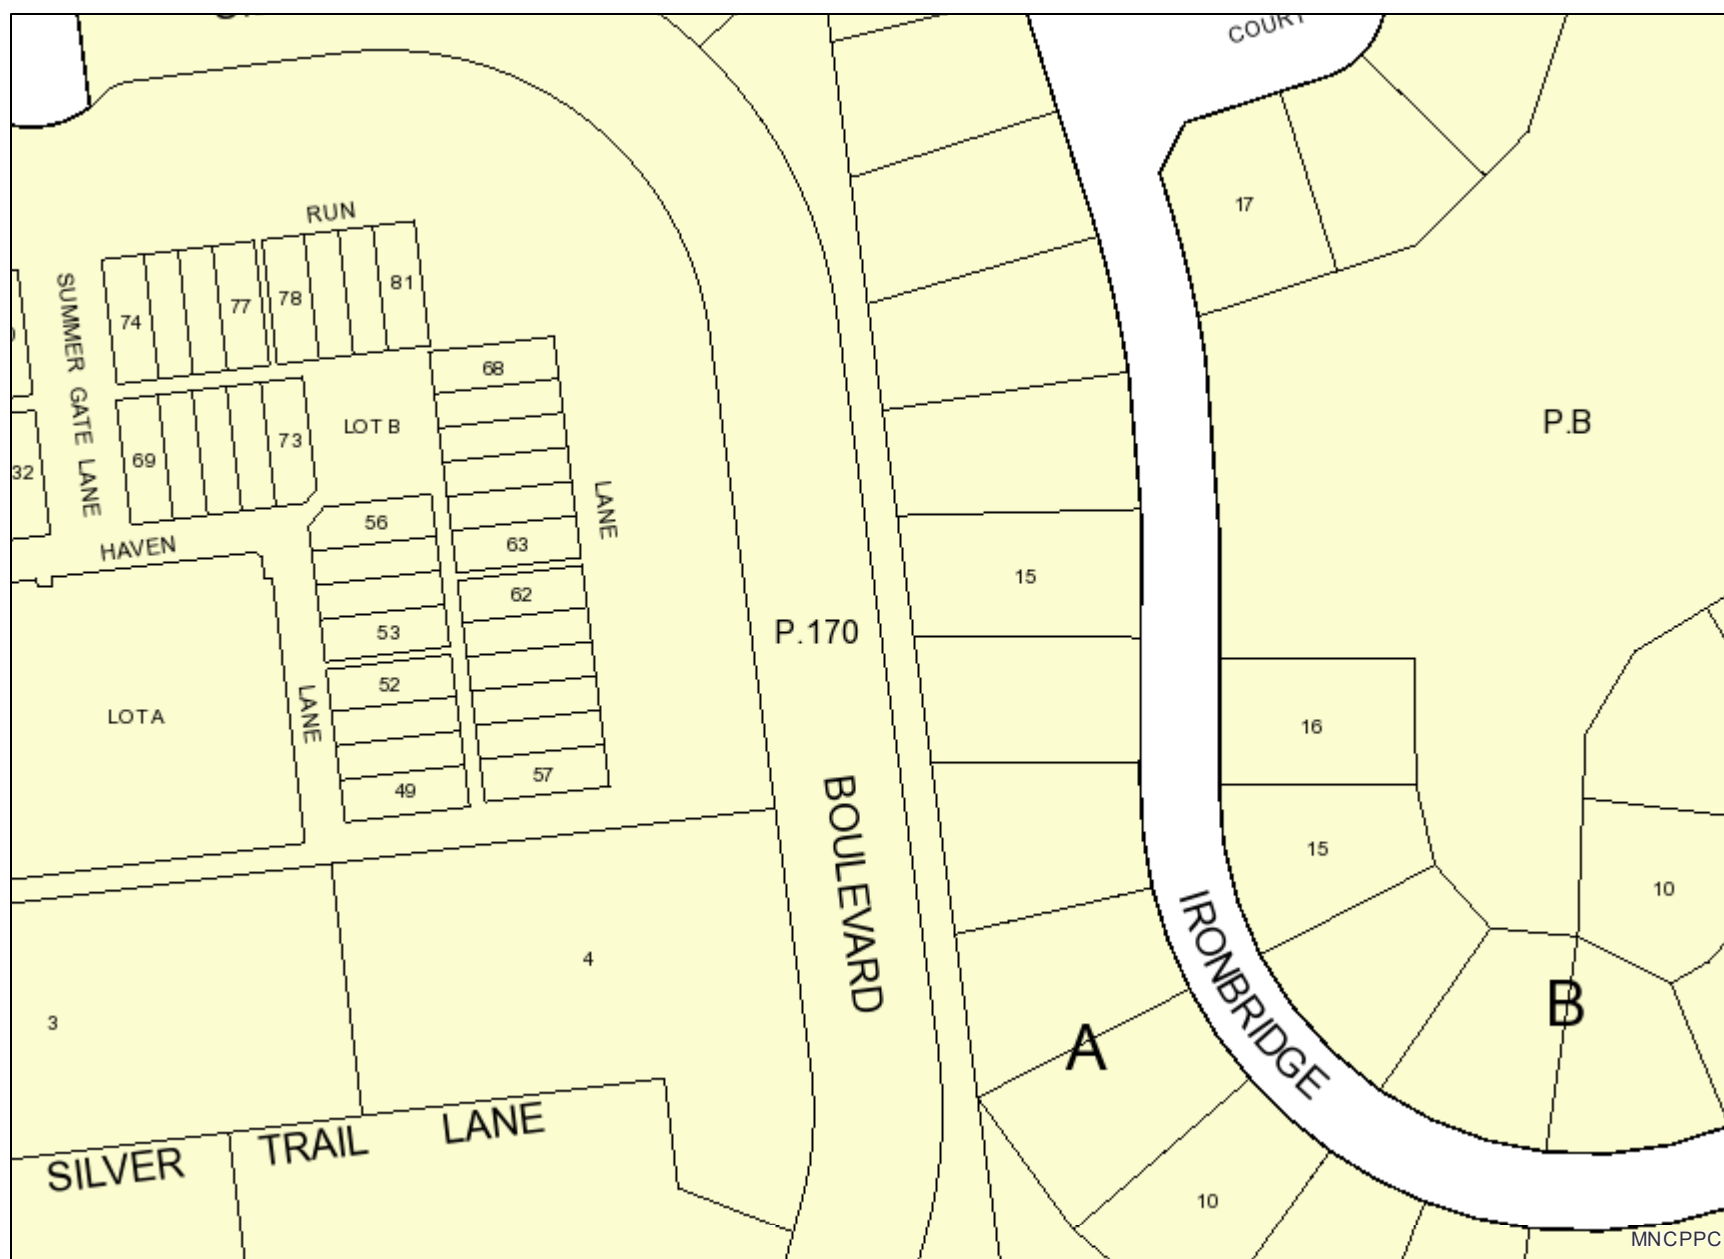 COURT
17
RUN
SUMMER GATE LANE
74
77
78
81
68
P.B
LOT B
73
69
32
LANE
56
HAVEN
63
15
62
P.170
53
52
LANE
LOT A
16
57
49
BOULEVARD
15
10
IRONBRIDGE
4
B
3
A
SILVER TRAIL LANE
10
MNCPPC